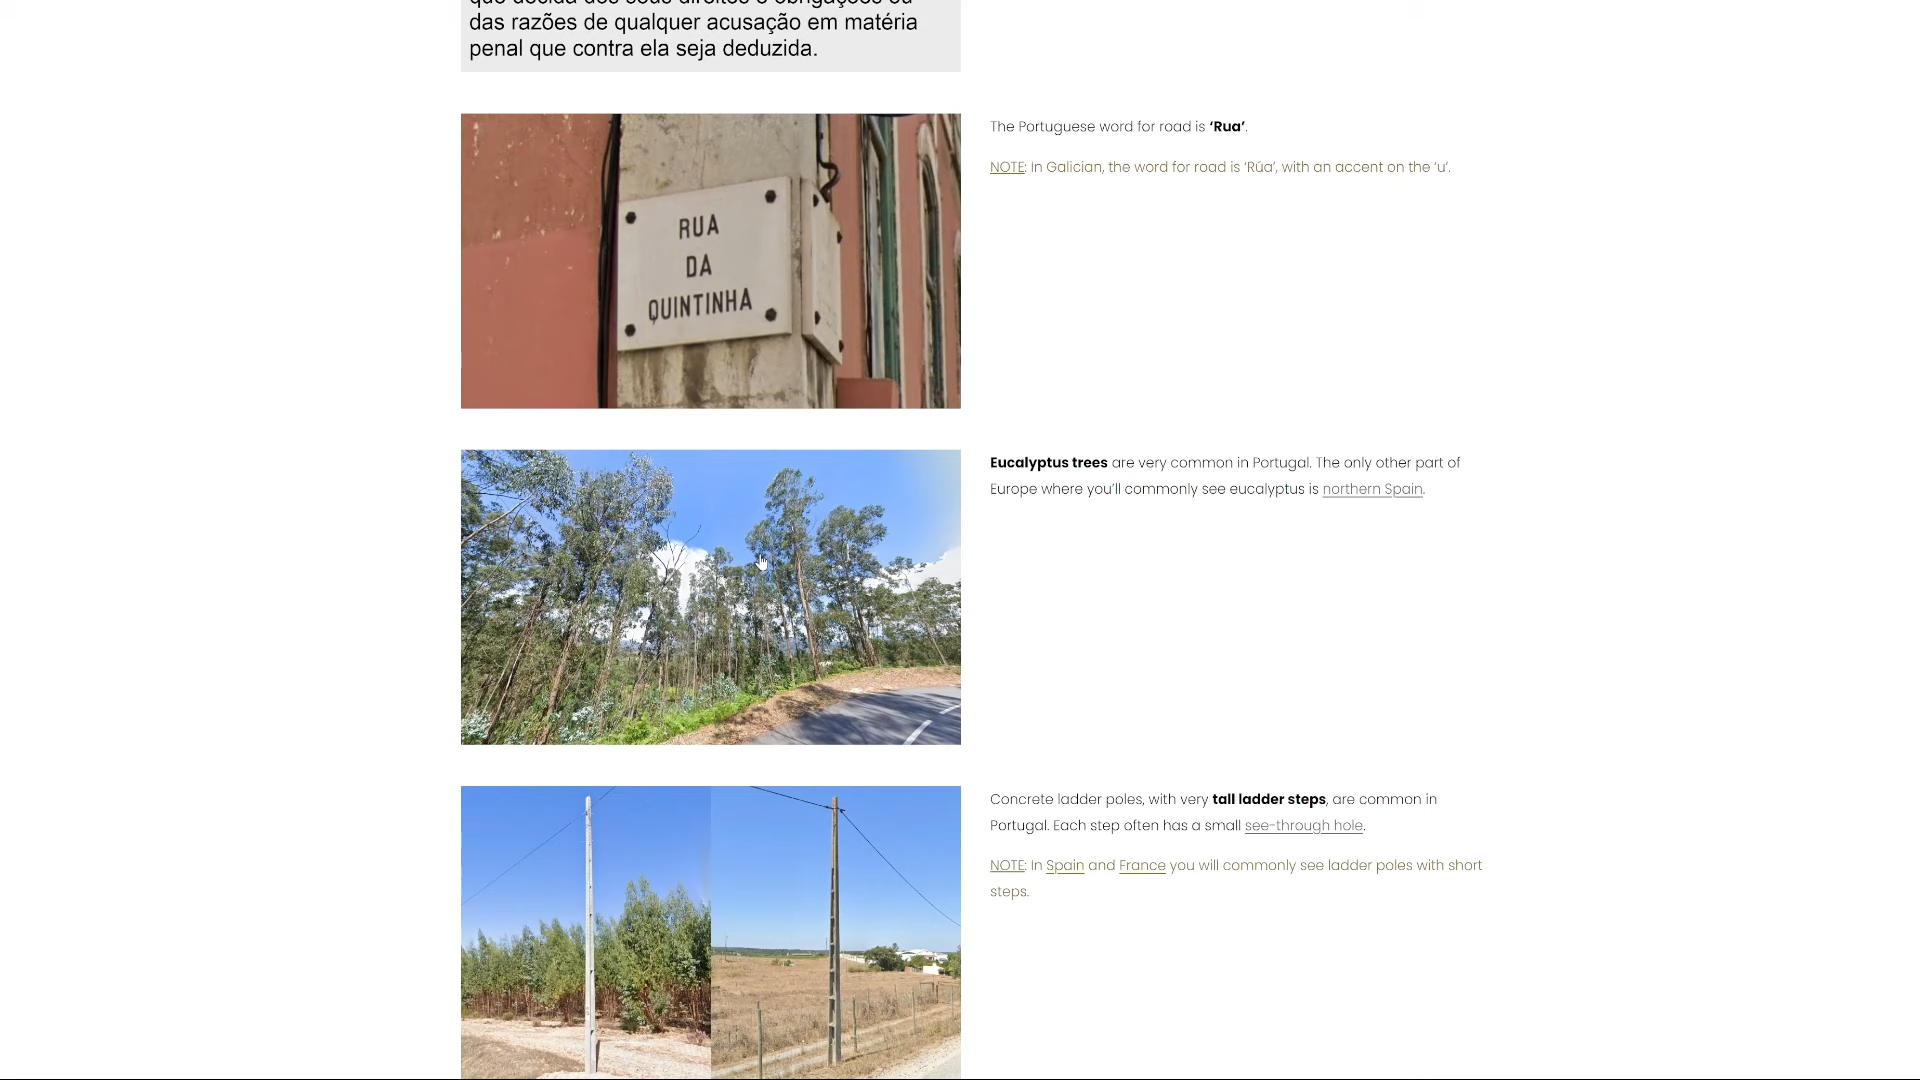 das razões de qualquer acusação em matéria
penal que contra ela seja deduzida.
RUA
DA
QUINTINHA
The Portuguese word for road is ‘Rua’.
NOTE: In Galician, the word for road is ‘Rúa’, with an accent on the ‘u’.
Eucalyptus trees are very common in Portugal. The only other part of
Europe where you’ll commonly see eucalyptus is northern Spain.
Concrete ladder poles, with very tall ladder steps, are common in
Portugal. Each step often has a small see-through hole.
NOTE: In Spain and France you will commonly see ladder poles with short
steps.